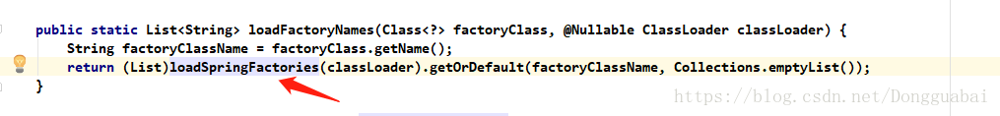 public static List<String> loadFactoryNames(Class<?> factoryClass, @Nullable ClassLoader classLoader) {
    String factoryClassName = factoryClass.getName();
    return (List)loadSpringFactories(classLoader).getOrDefault(factoryClassName, Collections.emptyList());
}
https://blog.csdn.net/Dongguabai